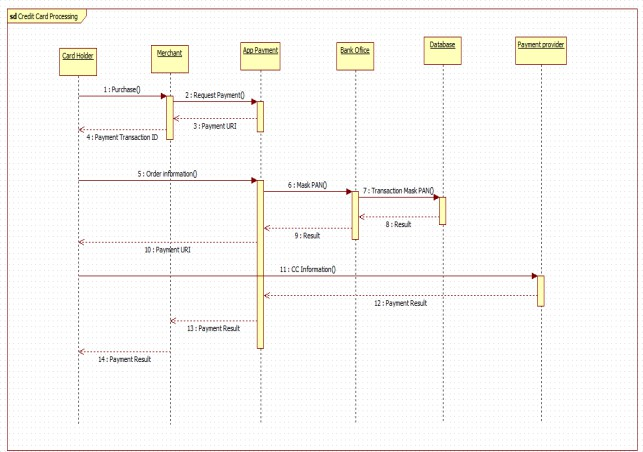 sd Credit Card Processing
Card Holder
Merchant
App Payment
Bank Office
Database
Payment provider
1 : Purchase()
2 : Request Payment()
3 : Payment URI
4 : Payment Transaction ID
5 : Order information()
6 : Mask PAN()
7 : Transaction Mask PAN()
8 : Result
9 : Result
10 : Payment URI
11 : CC Information()
12 : Payment Result
13 : Payment Result
14 : Payment Result